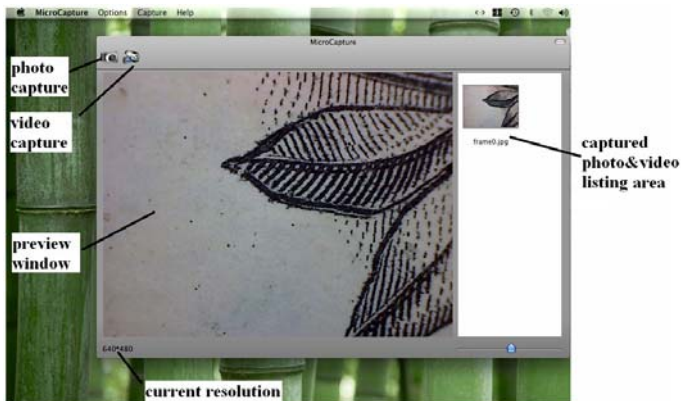 MicroCapture Options Capture Help
MicroCapture
photo
capture
video
capture
frame0.jpg
captured
photo&video
listing area
preview
window
640*480
current resolution